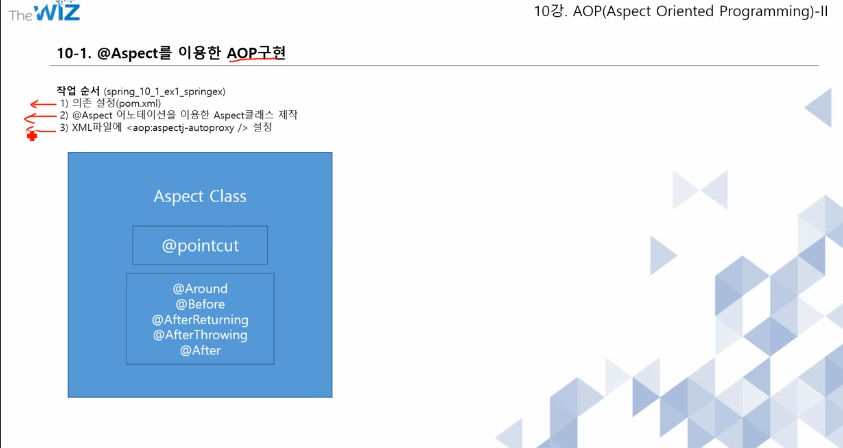 The WIZ
10강. AOP(Aspect Oriented Programming)-II
10-1. @Aspect를 이용한 AOP구현
작업 순서 (spring_10_1_ex1_springex)
1) 의존 설정(pom.xml)
2) @Aspect 어노테이션을 이용한 Aspect클래스 제작
3) XML파일에 <aop:aspectj-autoproxy /> 설정
Aspect Class
@pointcut
@Around
@Before
@AfterReturning
@AfterThrowing
@After